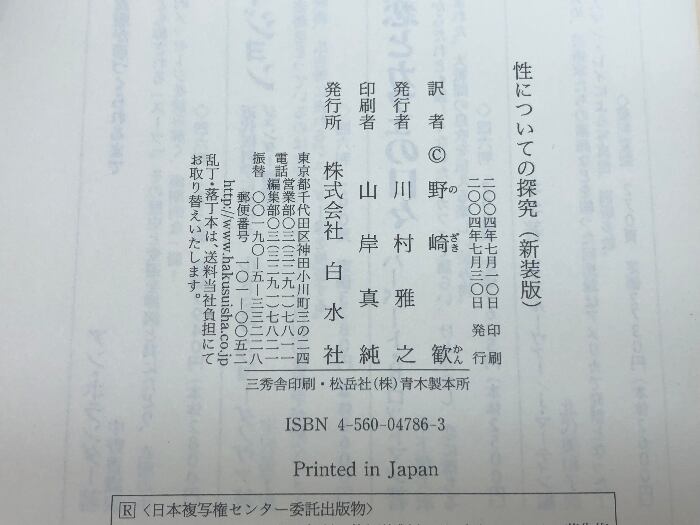 性についての探究（新装版）
二〇〇四年七月一〇日 印刷
二〇〇四年七月三〇日 発行
訳者 © 野崎歓
のざきかん
発行者 川村雅之
印刷者 山岸真純
発行所 株式会社白水社
東京都千代田区神田小川町三の二四
電話 営業部〇三(三二九一)七八一一
編集部〇三(三二九一)七八二一
振替 〇〇一九〇―五―三三二二八
郵便番号 一〇一―〇〇五二
http://www.hakusuisha.co.jp
乱丁・落丁本は、送料当社負担にて
お取り替えいたします。
三秀舎印刷・松岳社(株)青木製本所
ISBN 4-560-04786-3
Printed in Japan
R〈日本複写権センター委託出版物〉